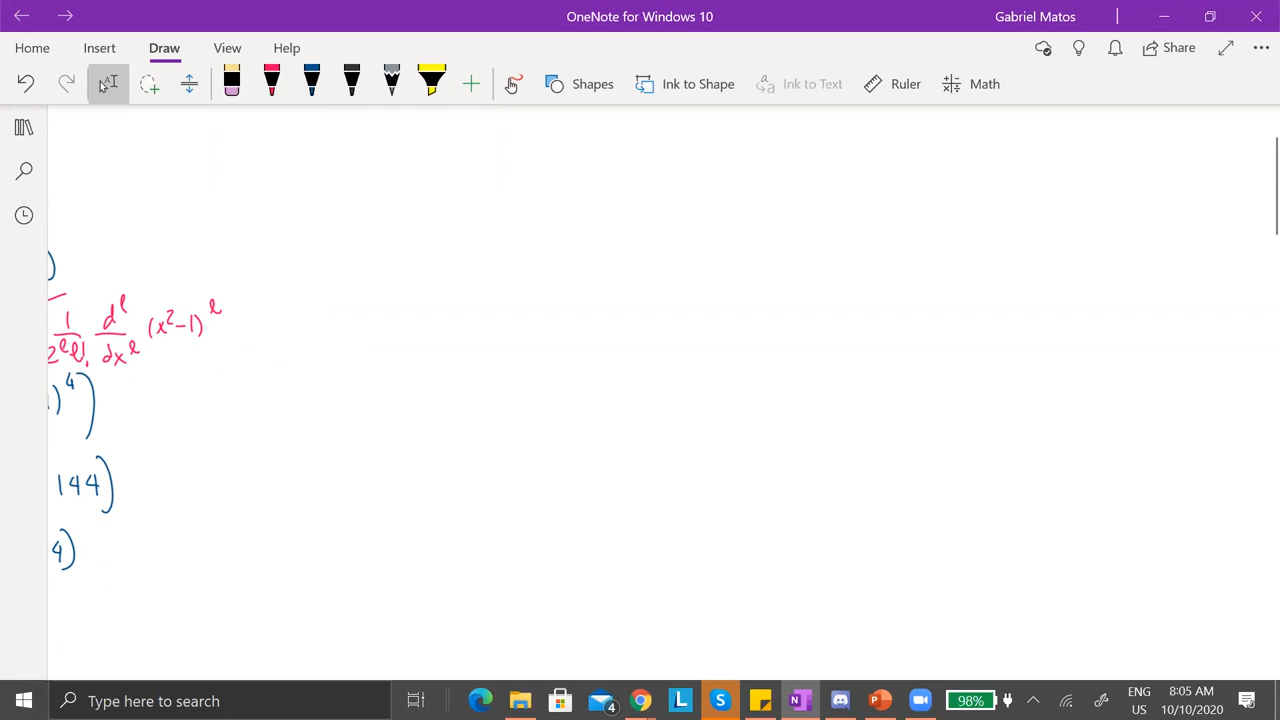 OneNote for Windows 10
Gabriel Matos
Home Insert Draw View Help
Share
Shapes Ink to Shape Ink to Text Ruler Math
)
1/2^ℓ ℓ! d^ℓ/dx^ℓ (x²-1)^ℓ
)⁴)
144)
4)
Type here to search
4
98%
ENG 8:05 AM
US 10/10/2020